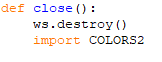 def close():
    ws.destroy()
    import COLORS2